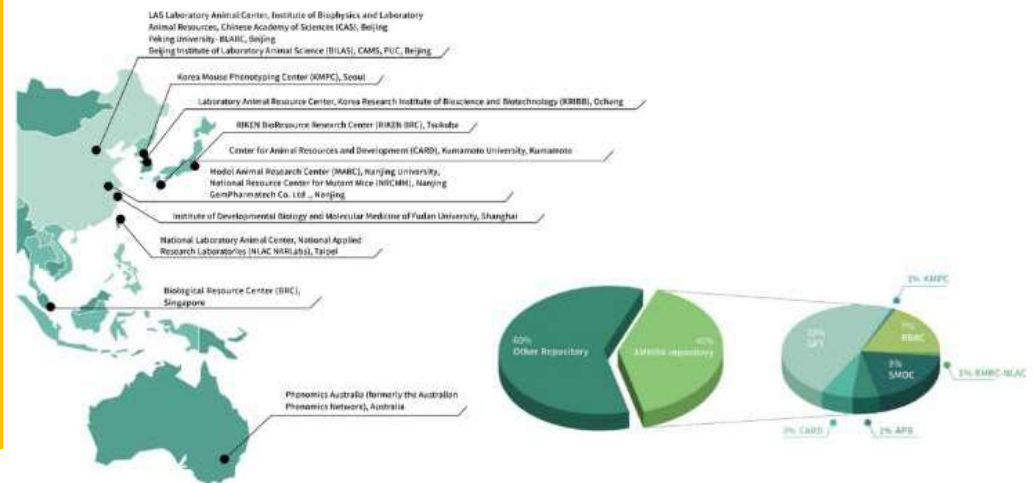 LAS Laboratory Animal Center, Institute of Biophysics and Laboratory
Animal Resources, Chinese Academy of Sciences (CAS), Beijing
Peking University- BLARC, Beijing
Beijing Institute of Laboratory Animal Science (BILAS), CAMS, PUC, Beijing
Korea Mouse Phenotyping Center (KMPC), Seoul
Laboratory Animal Resource Center, Korea Research Institute of Bioscience and Biotechnology (KRIBB), Ochang
RIKEN BioResource Research Center (RIKEN BRC), Tsukuba
Center for Animal Resources and Development (CARD), Kumamoto University, Kumamoto
Model Animal Research Center (MARC), Nanjing University,
National Resource Center for Mutant Mice (NRCMM), Nanjing
GemPharmatech Co. Ltd ., Nanjing
Institute of Developmental Biology and Molecular Medicine of Fudan University, Shanghai
National Laboratory Animal Center, National Applied
Research Laboratories (NLAC NARLabs), Taipei
Biological Resource Center (BRC),
Singapore
Phenomics Australia (formerly the Australian
Phenomics Network), Australia
60%
Other Repository
40%
AMMRA repository
KMPC
7%
RBRC
SMOC
RMRC-NLAC
APB
CARD